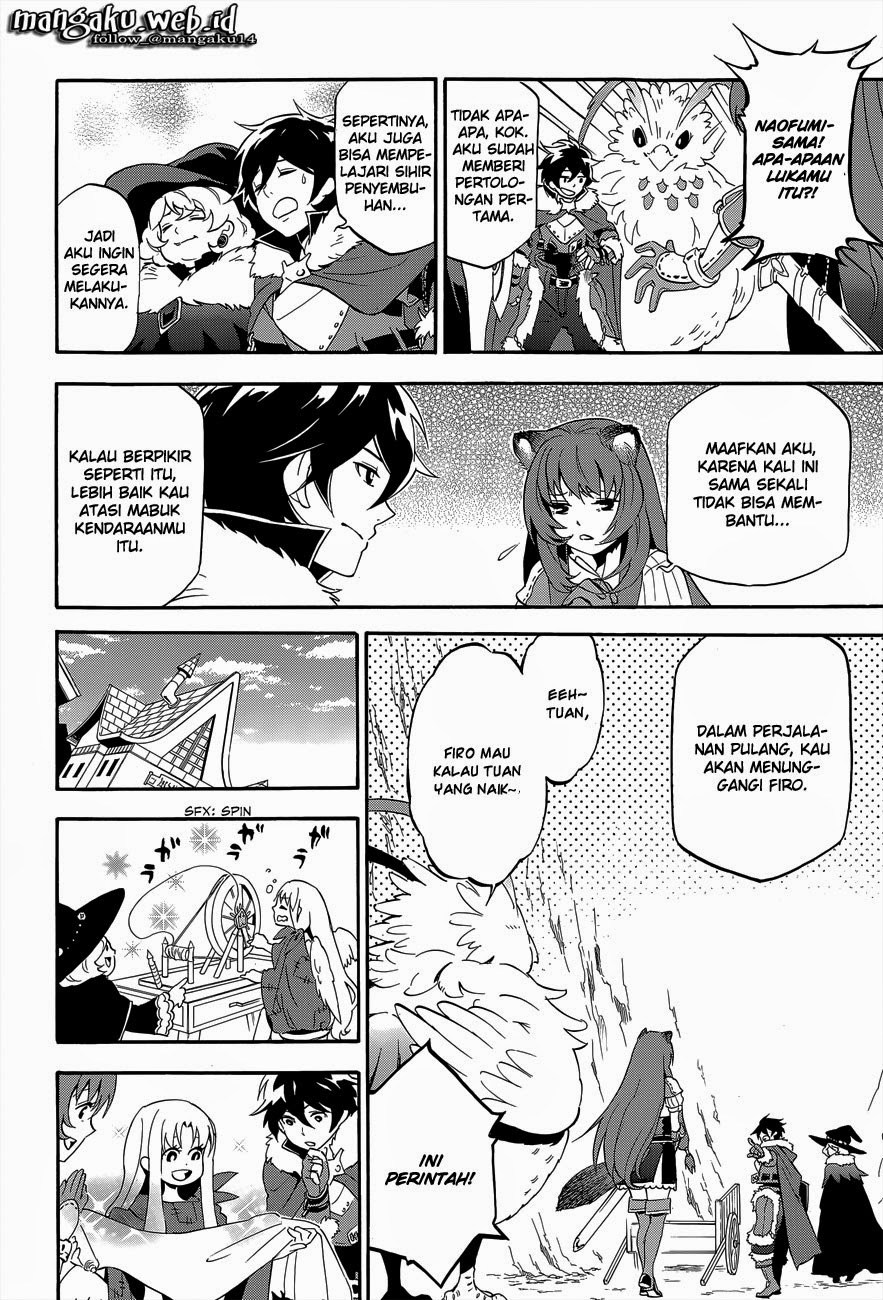 mangaku.web.id
follow_@mangaku14
NAOFUMI-
SAMA!
APA-APAAN
LUKAMU
ITU?!
TIDAK APA-
APA, KOK.
AKU SUDAH
MEMBERI
PERTOLO-
NGAN PER-
TAMA.
SEPERTINYA,
AKU JUGA
BISA MEMPE-
LAJARI SIHIR
PENYEMBU-
HAN...
JADI
AKU INGIN
SEGERA
MELAKU-
KANNYA.
MAAFKAN AKU,
KARENA KALI INI
SAMA SEKALI
TIDAK BISA MEM-
BANTU...
KALAU BERPIKIR
SEPERTI ITU,
LEBIH BAIK KAU
ATASI MABUK
KENDARAANMU
ITU.
DALAM PERJALA-
NAN PULANG, KAU
AKAN MENUNG-
GANGI FIRO.
EEH~
TUAN,
FIRO MAU
KALAU TUAN
YANG NAIK~.
INI
PERINTAH!
SFX: SPIN
ガ
ガ